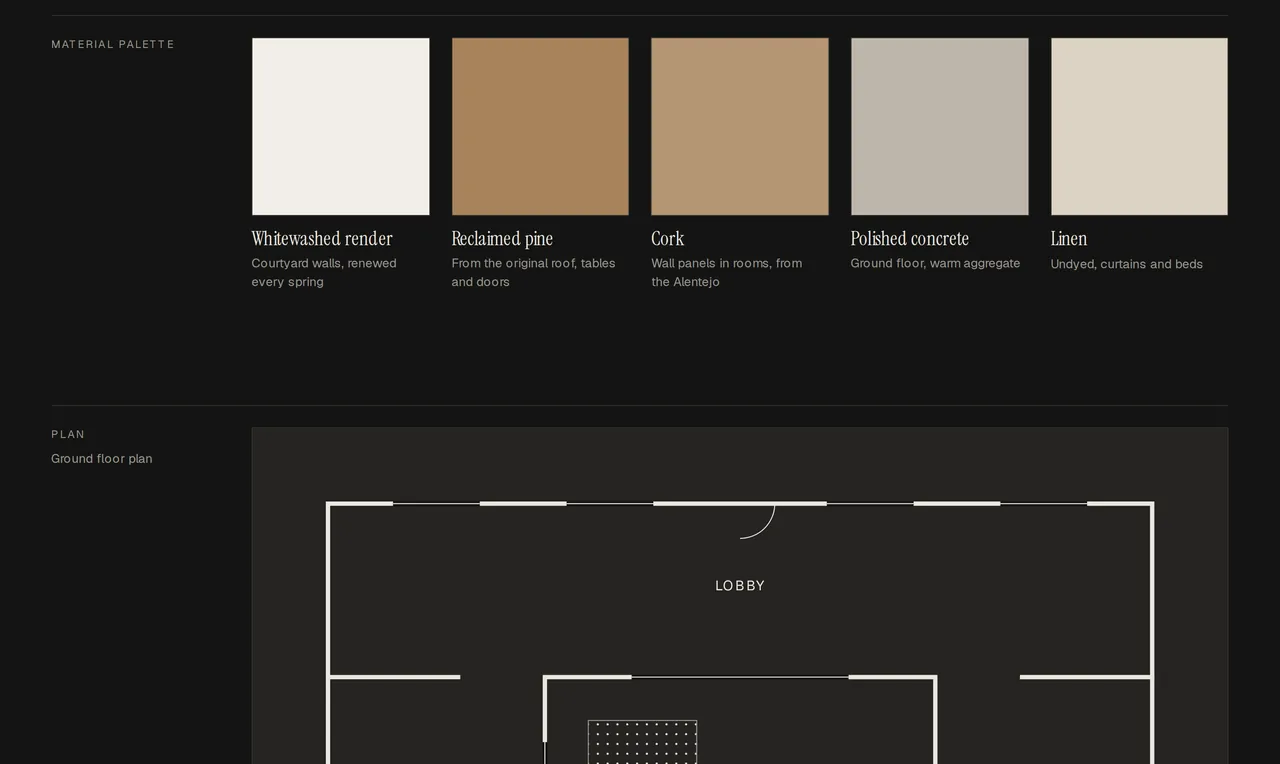 MATERIAL PALETTE
Whitewashed render
Courtyard walls, renewed
every spring
Reclaimed pine
From the original roof, tables
and doors
Cork
Wall panels in rooms, from
the Alentejo
Polished concrete
Ground floor, warm aggregate
Linen
Undyed, curtains and beds
PLAN
Ground floor plan
LOBBY